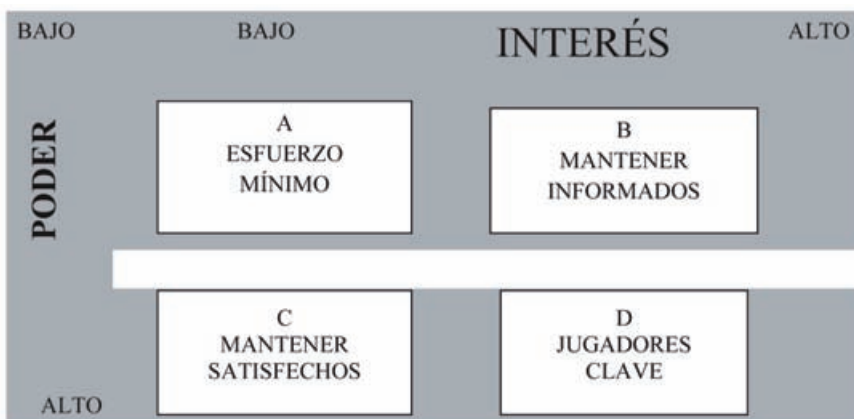 BAJO BAJO INTERÉS ALTO
PODER
A
ESFUERZO
MÍNIMO
B
MANTENER
INFORMADOS
C
MANTENER
SATISFECHOS
D
JUGADORES
CLAVE
ALTO